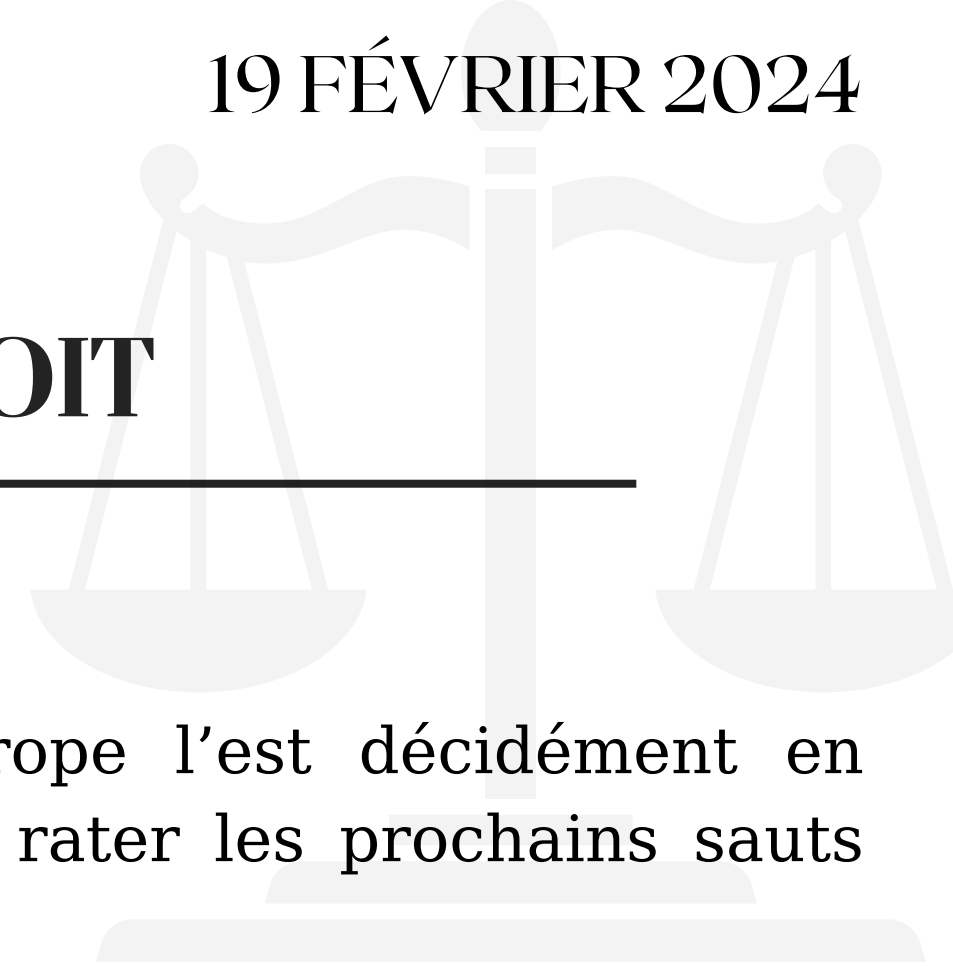 19 FÉVRIER 2024
OIT
rope l’est décidément en
rater les prochains sauts